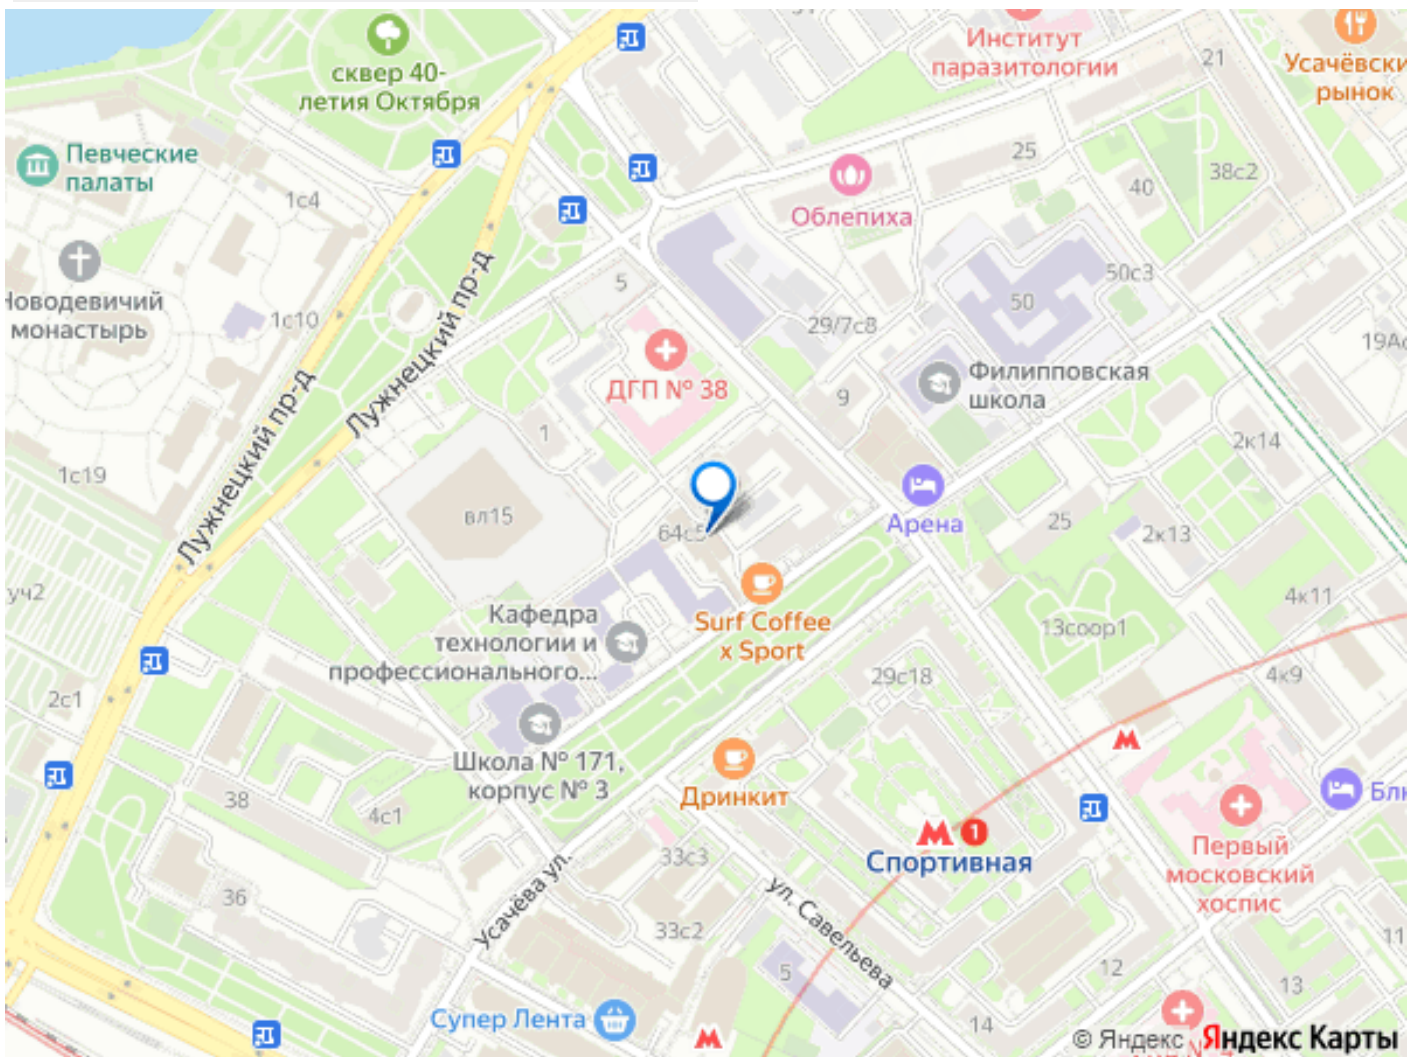 Институт
паразитологии
21
Усачёвски
рынок
сквер 40-
летия Октября
Певческие
палаты
1с4
25
38с2
40
Облепиха
Новодевичий
монастырь
1с10
Лужнецкий пр-д
Лужнецкий пр-д
5
50с3
50
29/7с8
19Ас
ДГП № 38
Филипповская
школа
9
1
2к14
1с19
вл15
64с5
Арена
25
2к13
уч2
4к11
Кафедра
технологии и
профессионального...
Surf Coffee
x Sport
13соор1
2с1
29с18
4к9
Школа № 171,
корпус № 3
Дринкит
38
4с1
Спортивная
1
Первый
московский
хоспис
33с3
36
Усачёва ул.
ул. Савельева
33с2
5
12
11
13
14
Супер Лента
© Яндекс Яндекс Карты